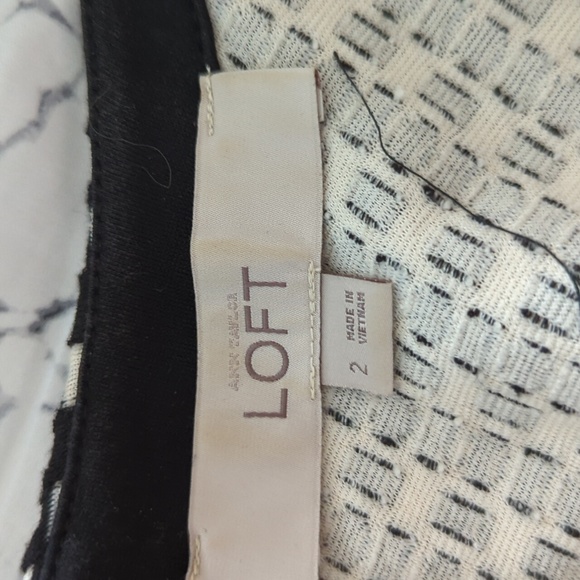 ANN TAYLOR
LOFT
2
MADE IN
VIETNAM